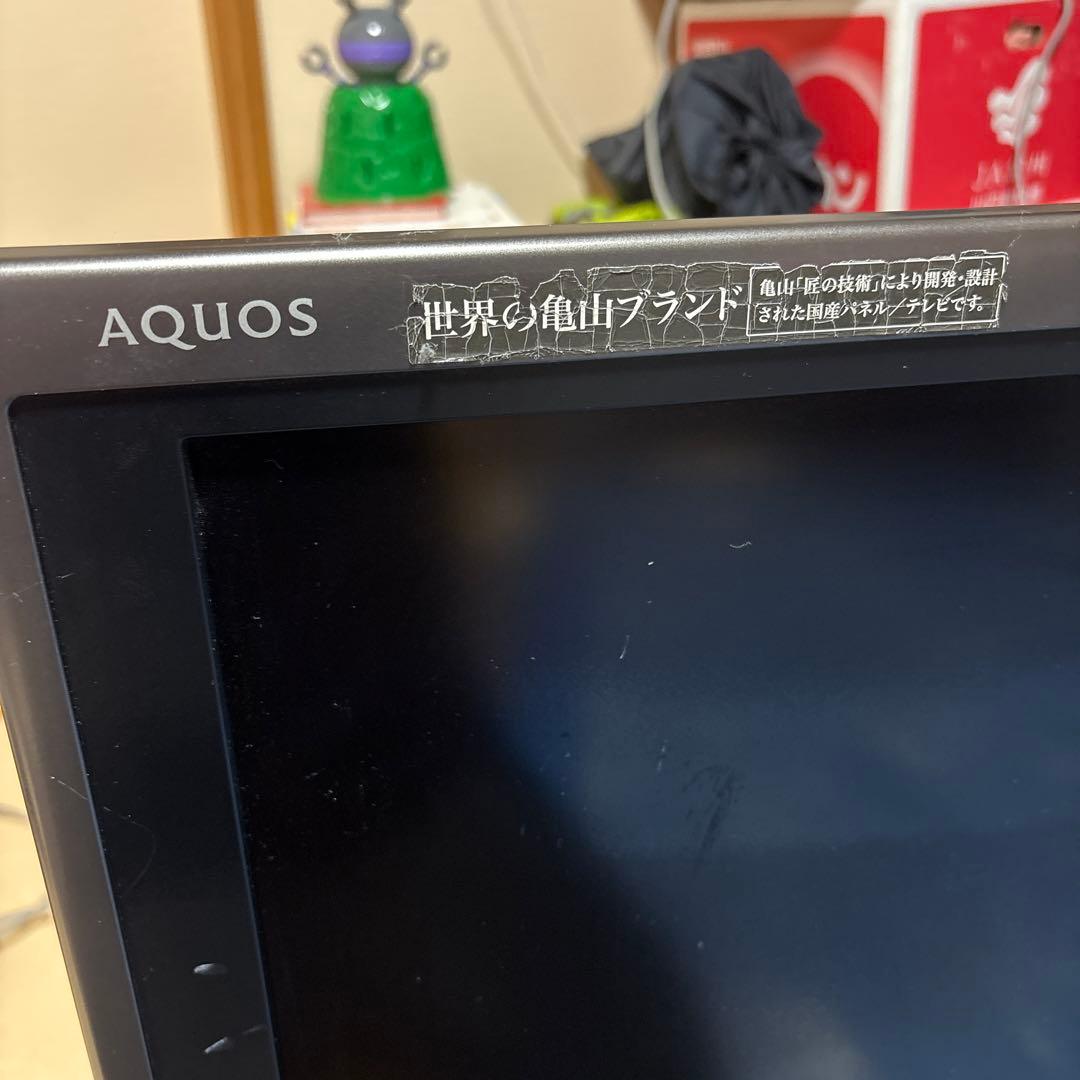 AQUOS
世界の亀山ブランド
亀山「匠の技術」により開発・設計
された国産パネル／テレビです。